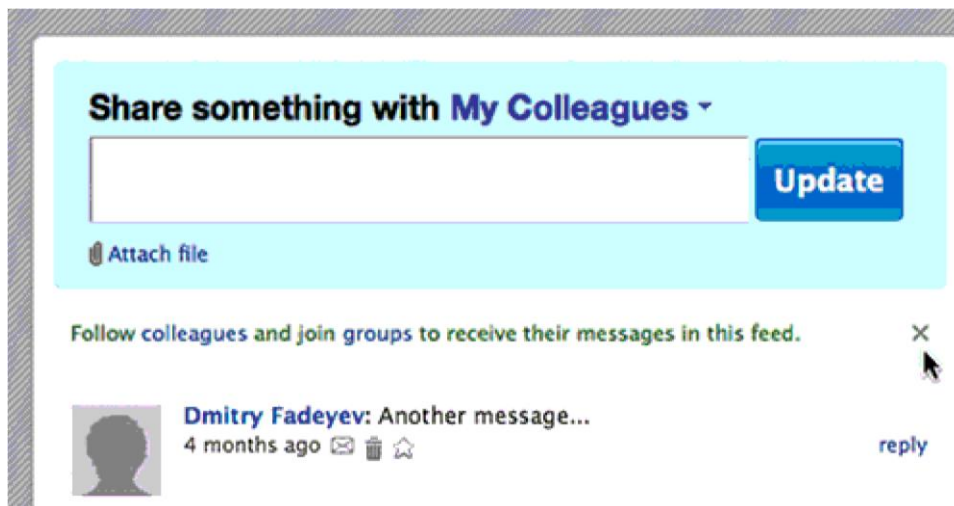 Share something with My Colleagues
Update
Attach file
Follow colleagues and join groups to receive their messages in this feed.
Dmitry Fadeyev: Another message...
4 months ago
reply